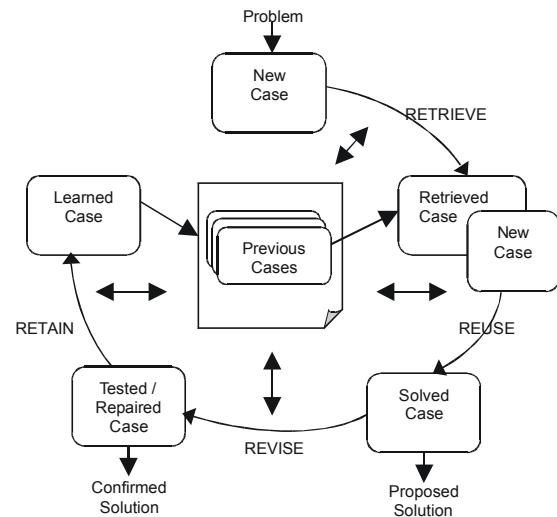 Problem
New
Case
RETRIEVE
Learned
Case
Previous
Cases
Retrieved
Case
New
Case
RETAIN
REUSE
Tested /
Repaired
Case
Solved
Case
REVISE
Confirmed
Solution
Proposed
Solution